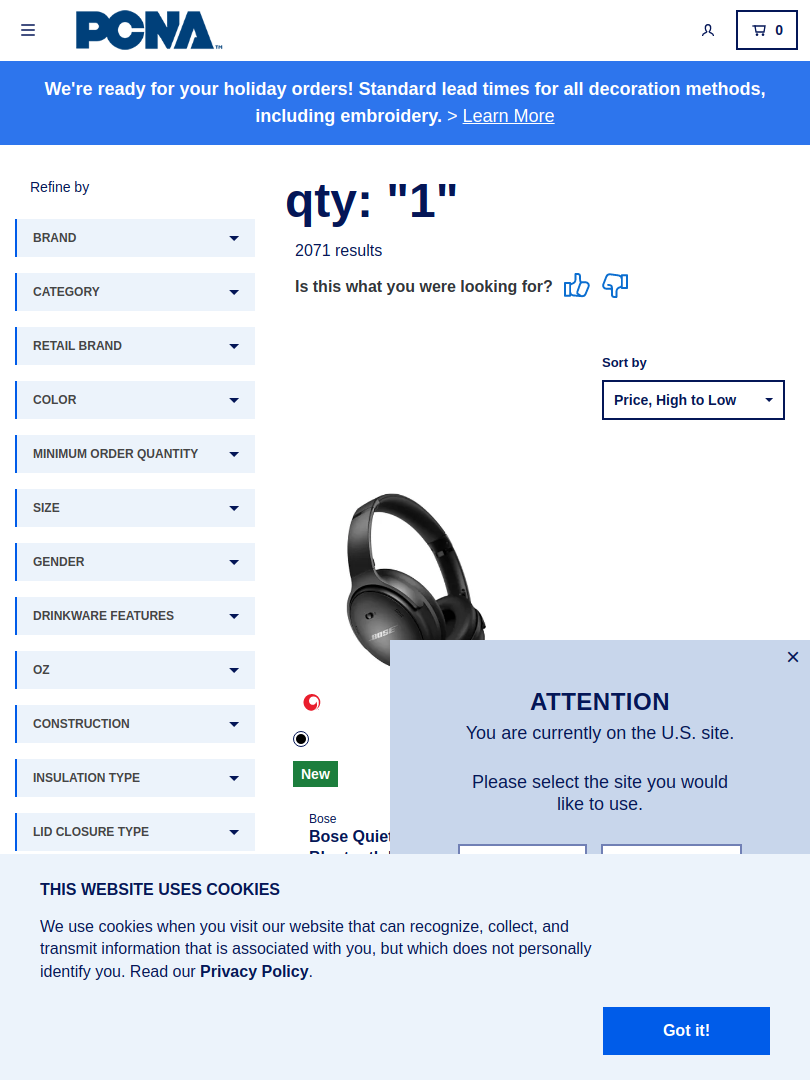 PCNA™
0
We're ready for your holiday orders! Standard lead times for all decoration methods,
including embroidery. > Learn More
Refine by
BRAND
CATEGORY
RETAIL BRAND
COLOR
MINIMUM ORDER QUANTITY
SIZE
GENDER
DRINKWARE FEATURES
OZ
CONSTRUCTION
INSULATION TYPE
LID CLOSURE TYPE
qty: "1"
2071 results
Is this what you were looking for?
Sort by
Price, High to Low
BOSE
New
Bose
Bose Quiet
×
ATTENTION
You are currently on the U.S. site.
Please select the site you would
like to use.
THIS WEBSITE USES COOKIES
We use cookies when you visit our website that can recognize, collect, and
transmit information that is associated with you, but which does not personally
identify you. Read our Privacy Policy.
Got it!